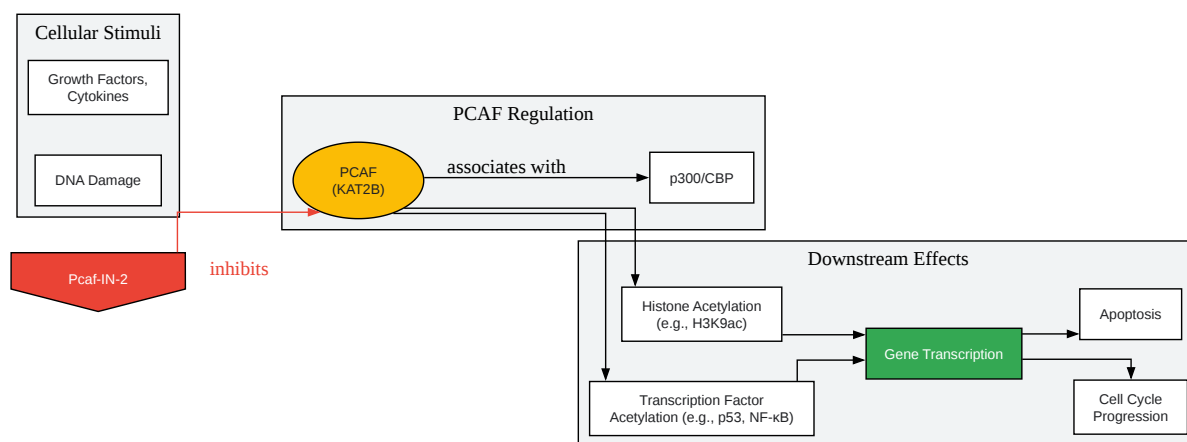 Cellular Stimuli
Growth Factors,
Cytokines
DNA Damage
Pcaf-IN-2
inhibits
PCAF Regulation
PCAF
(KAT2B)
associates with
p300/CBP
Downstream Effects
Histone Acetylation
(e.g., H3K9ac)
Transcription Factor
Acetylation (e.g., p53, NF-κB)
Gene Transcription
Apoptosis
Cell Cycle
Progression